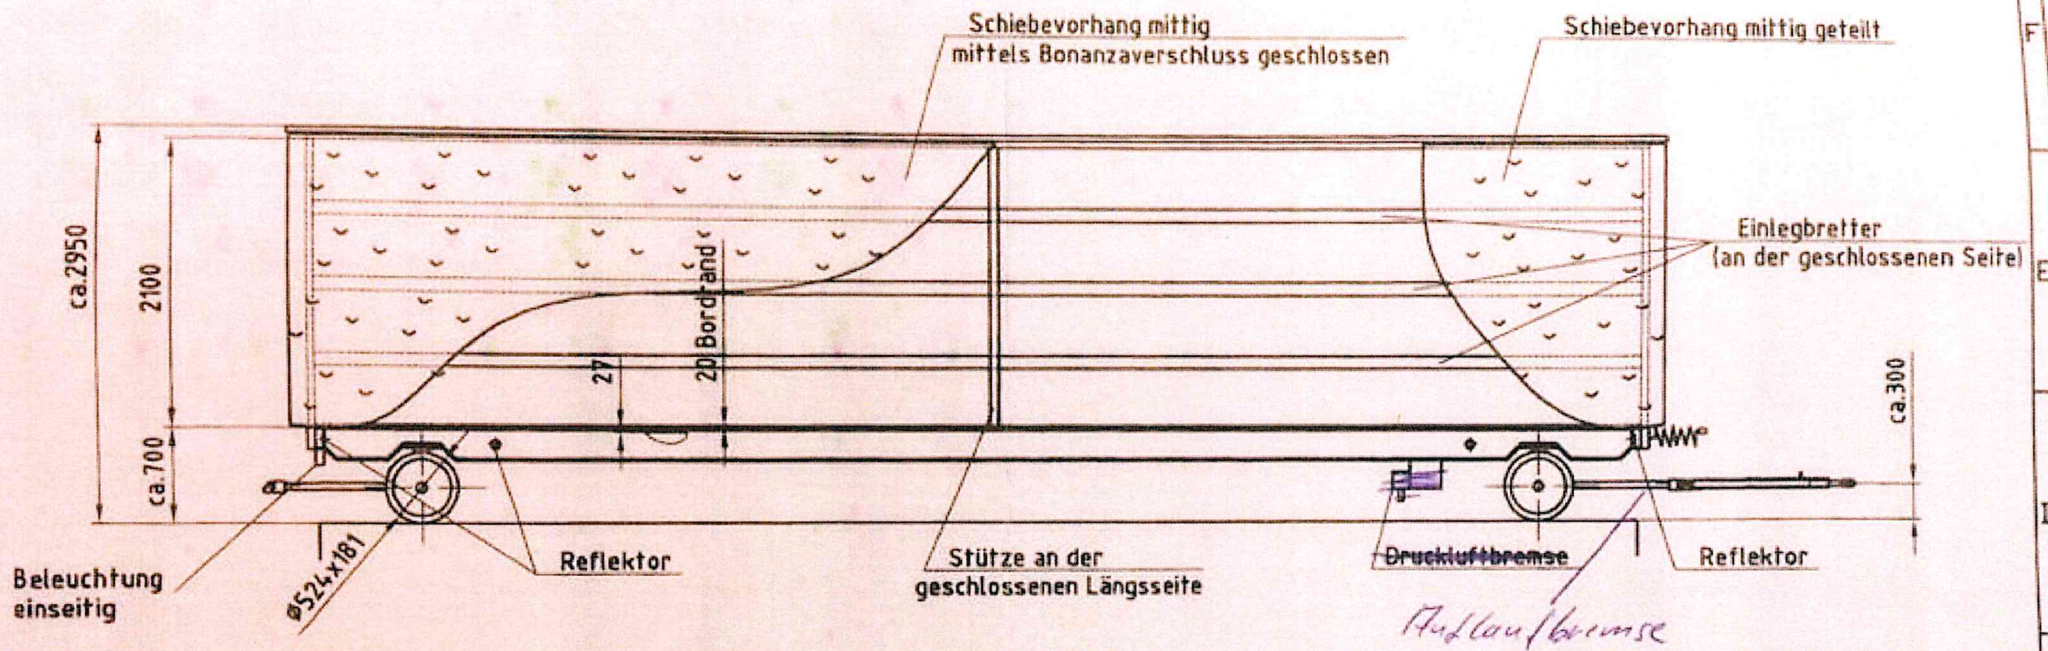 Schiebevorhang mittig
mittels Bonanzaverschluss geschlossen
Schiebevorhang mittig geteilt
F
Einlegbretter
(an der geschlossenen Seite)
E
ca.2950
2100
ca.700
27
20 Bordrand
ca.300
Beleuchtung
einseitig
ø524x181
Reflektor
Stütze an der
geschlossenen Längsseite
Druckluftbremse
Reflektor
Auflaufbremse